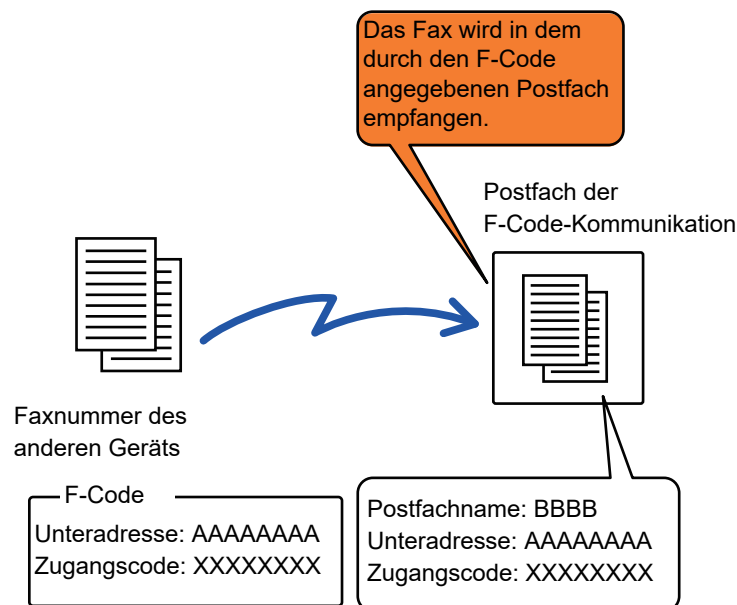 Das Fax wird in dem
durch den F-Code
angegebenen Postfach
empfangen.
Postfach der
F-Code-Kommunikation
Faxnummer des
anderen Geräts
F-Code
Unteradresse: AAAAAAAA
Zugangscode: XXXXXXXX
Postfachname: BBBB
Unteradresse: AAAAAAAA
Zugangscode: XXXXXXXX